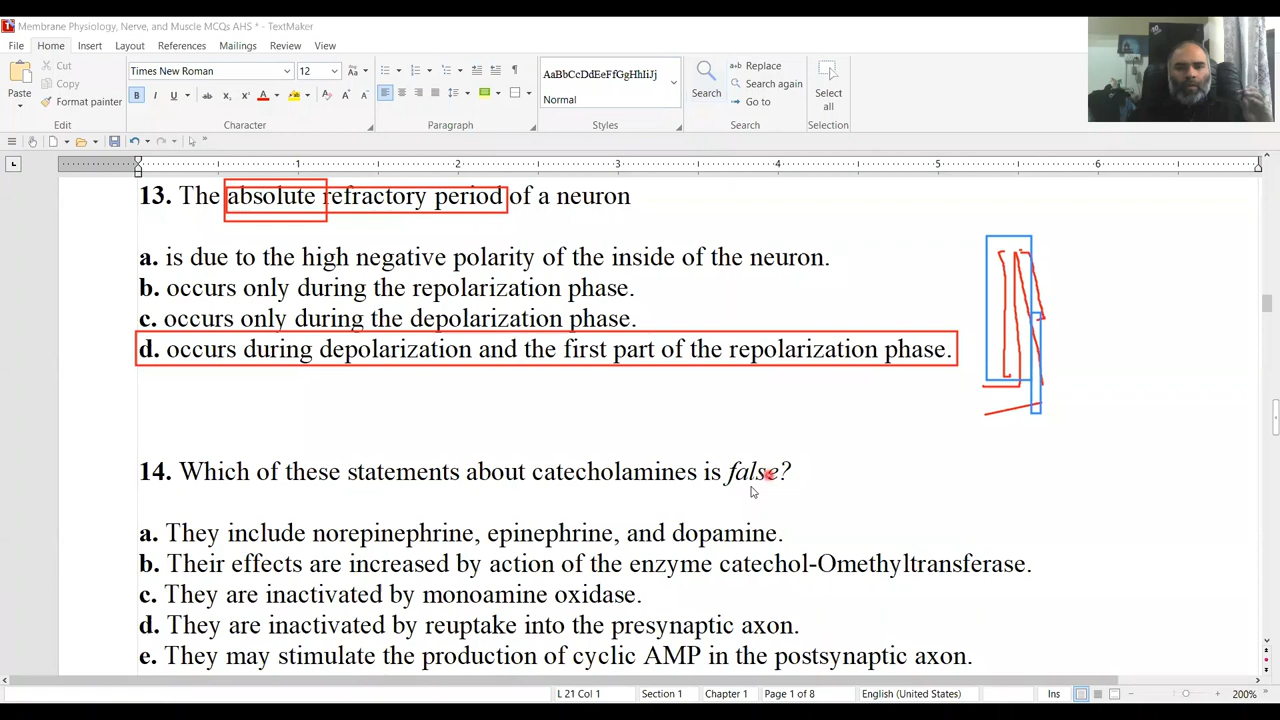 Membrane Physiology, Nerve, and Muscle MCQs AHS * - TextMaker
File Home Insert Layout References Mailings Review View
Paste Cut Copy Format painter
Times New Roman 12
AaBbCcDdEeFfGgHhIiJj
Normal
Search Replace Search again Go to
Select all
Edit Character Paragraph Styles Search Selection
1 2 3 4 5 6
13. The absolute refractory period of a neuron
a. is due to the high negative polarity of the inside of the neuron.
b. occurs only during the repolarization phase.
c. occurs only during the depolarization phase.
d. occurs during depolarization and the first part of the repolarization phase.
14. Which of these statements about catecholamines is false?
a. They include norepinephrine, epinephrine, and dopamine.
b. Their effects are increased by action of the enzyme catechol-Omethyltransferase.
c. They are inactivated by monoamine oxidase.
d. They are inactivated by reuptake into the presynaptic axon.
e. They may stimulate the production of cyclic AMP in the postsynaptic axon.
L 21 Col 1 Section 1 Chapter 1 Page 1 of 8 English (United States) Ins 200%